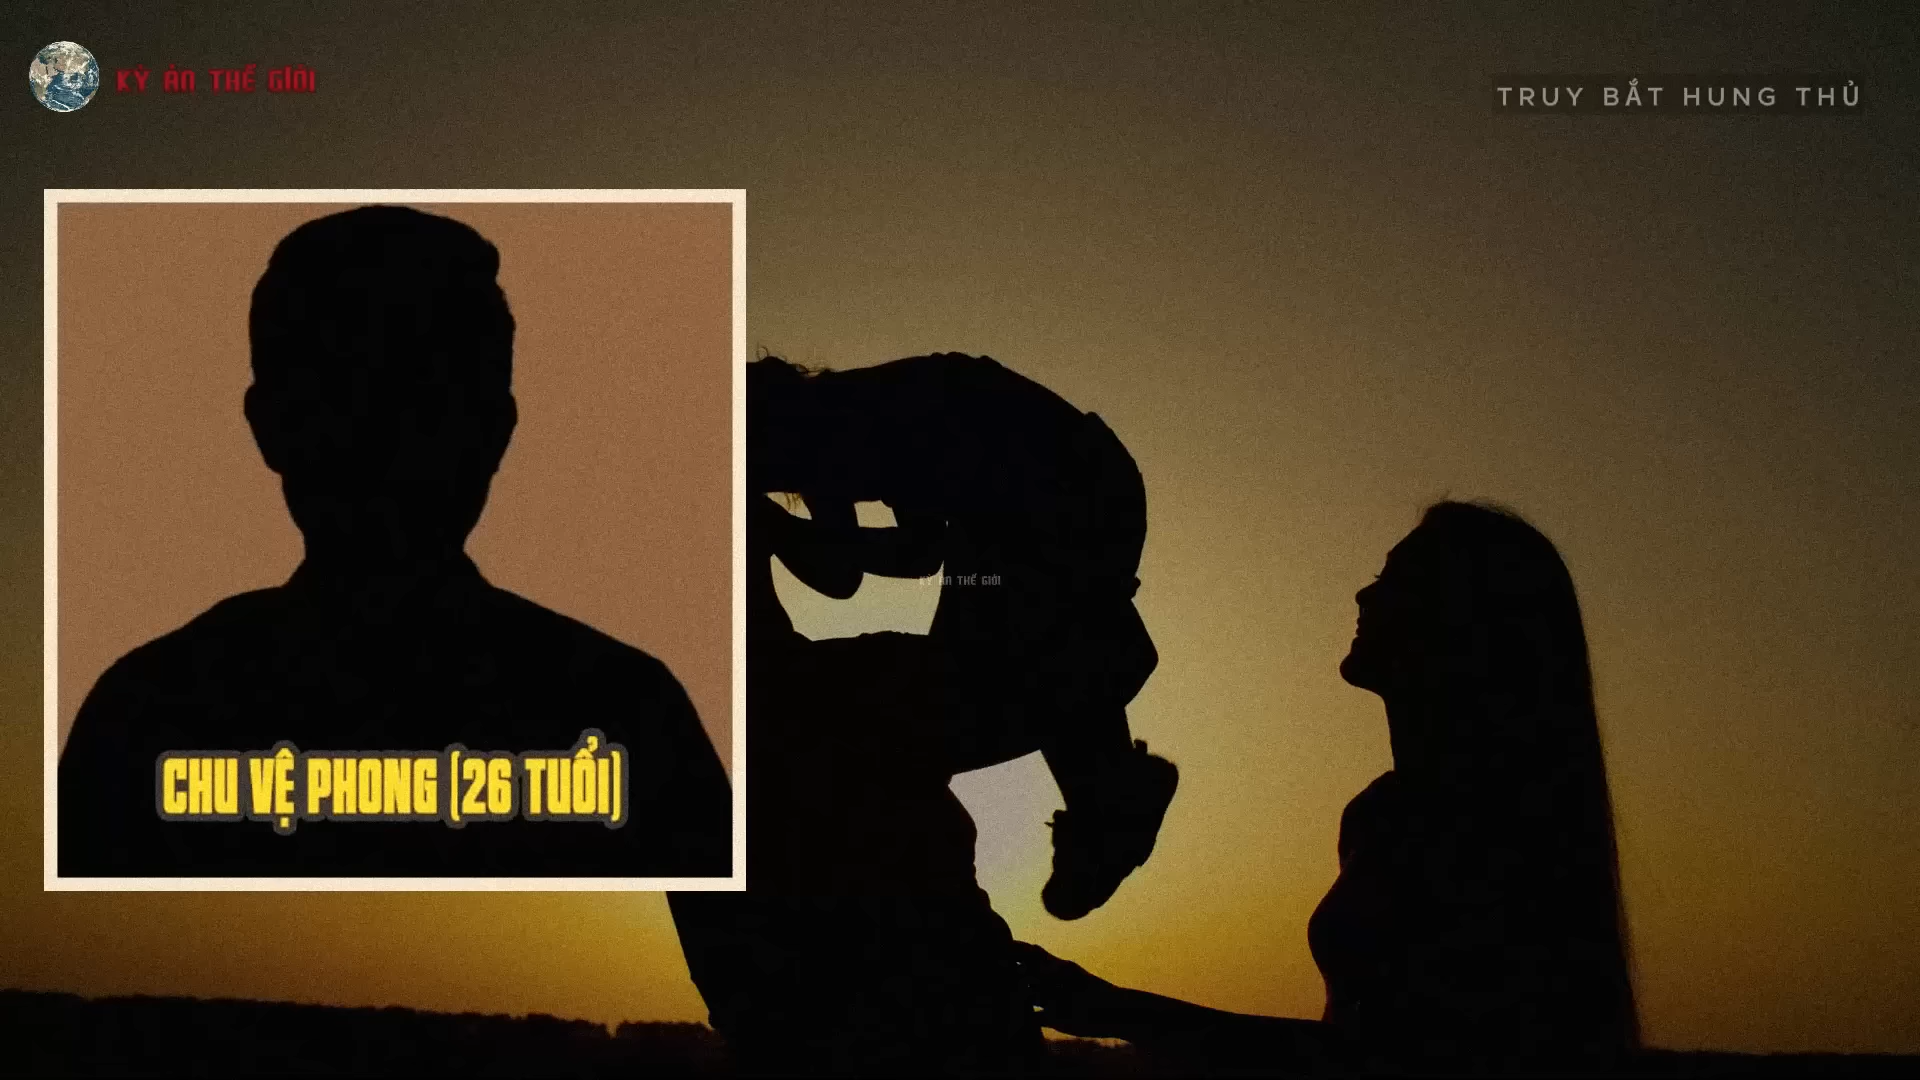 KỲ ÁN THẾ GIỚI
TRUY BẮT HUNG THỦ
KỲ ÁN THẾ GIỚI
CHU VỆ PHONG (26 TUỔI)